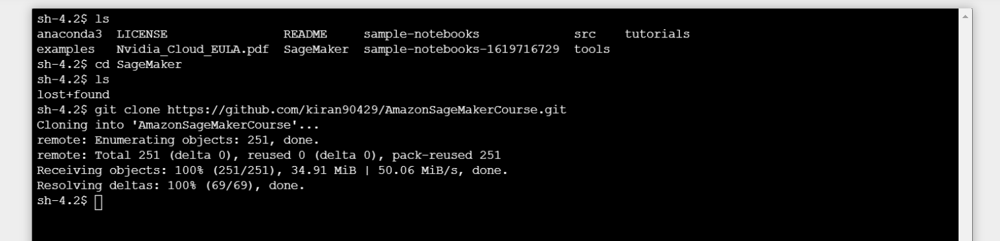 sh-4.2$ ls
anaconda3  LICENSE                README     sample-notebooks             src    tutorials
examples   Nvidia_Cloud_EULA.pdf  SageMaker  sample-notebooks-1619716729  tools
sh-4.2$ cd SageMaker
sh-4.2$ ls
lost+found
sh-4.2$ git clone https://github.com/kiran90429/AmazonSageMakerCourse.git
Cloning into 'AmazonSageMakerCourse'...
remote: Enumerating objects: 251, done.
remote: Total 251 (delta 0), reused 0 (delta 0), pack-reused 251
Receiving objects: 100% (251/251), 34.91 MiB | 50.06 MiB/s, done.
Resolving deltas: 100% (69/69), done.
sh-4.2$